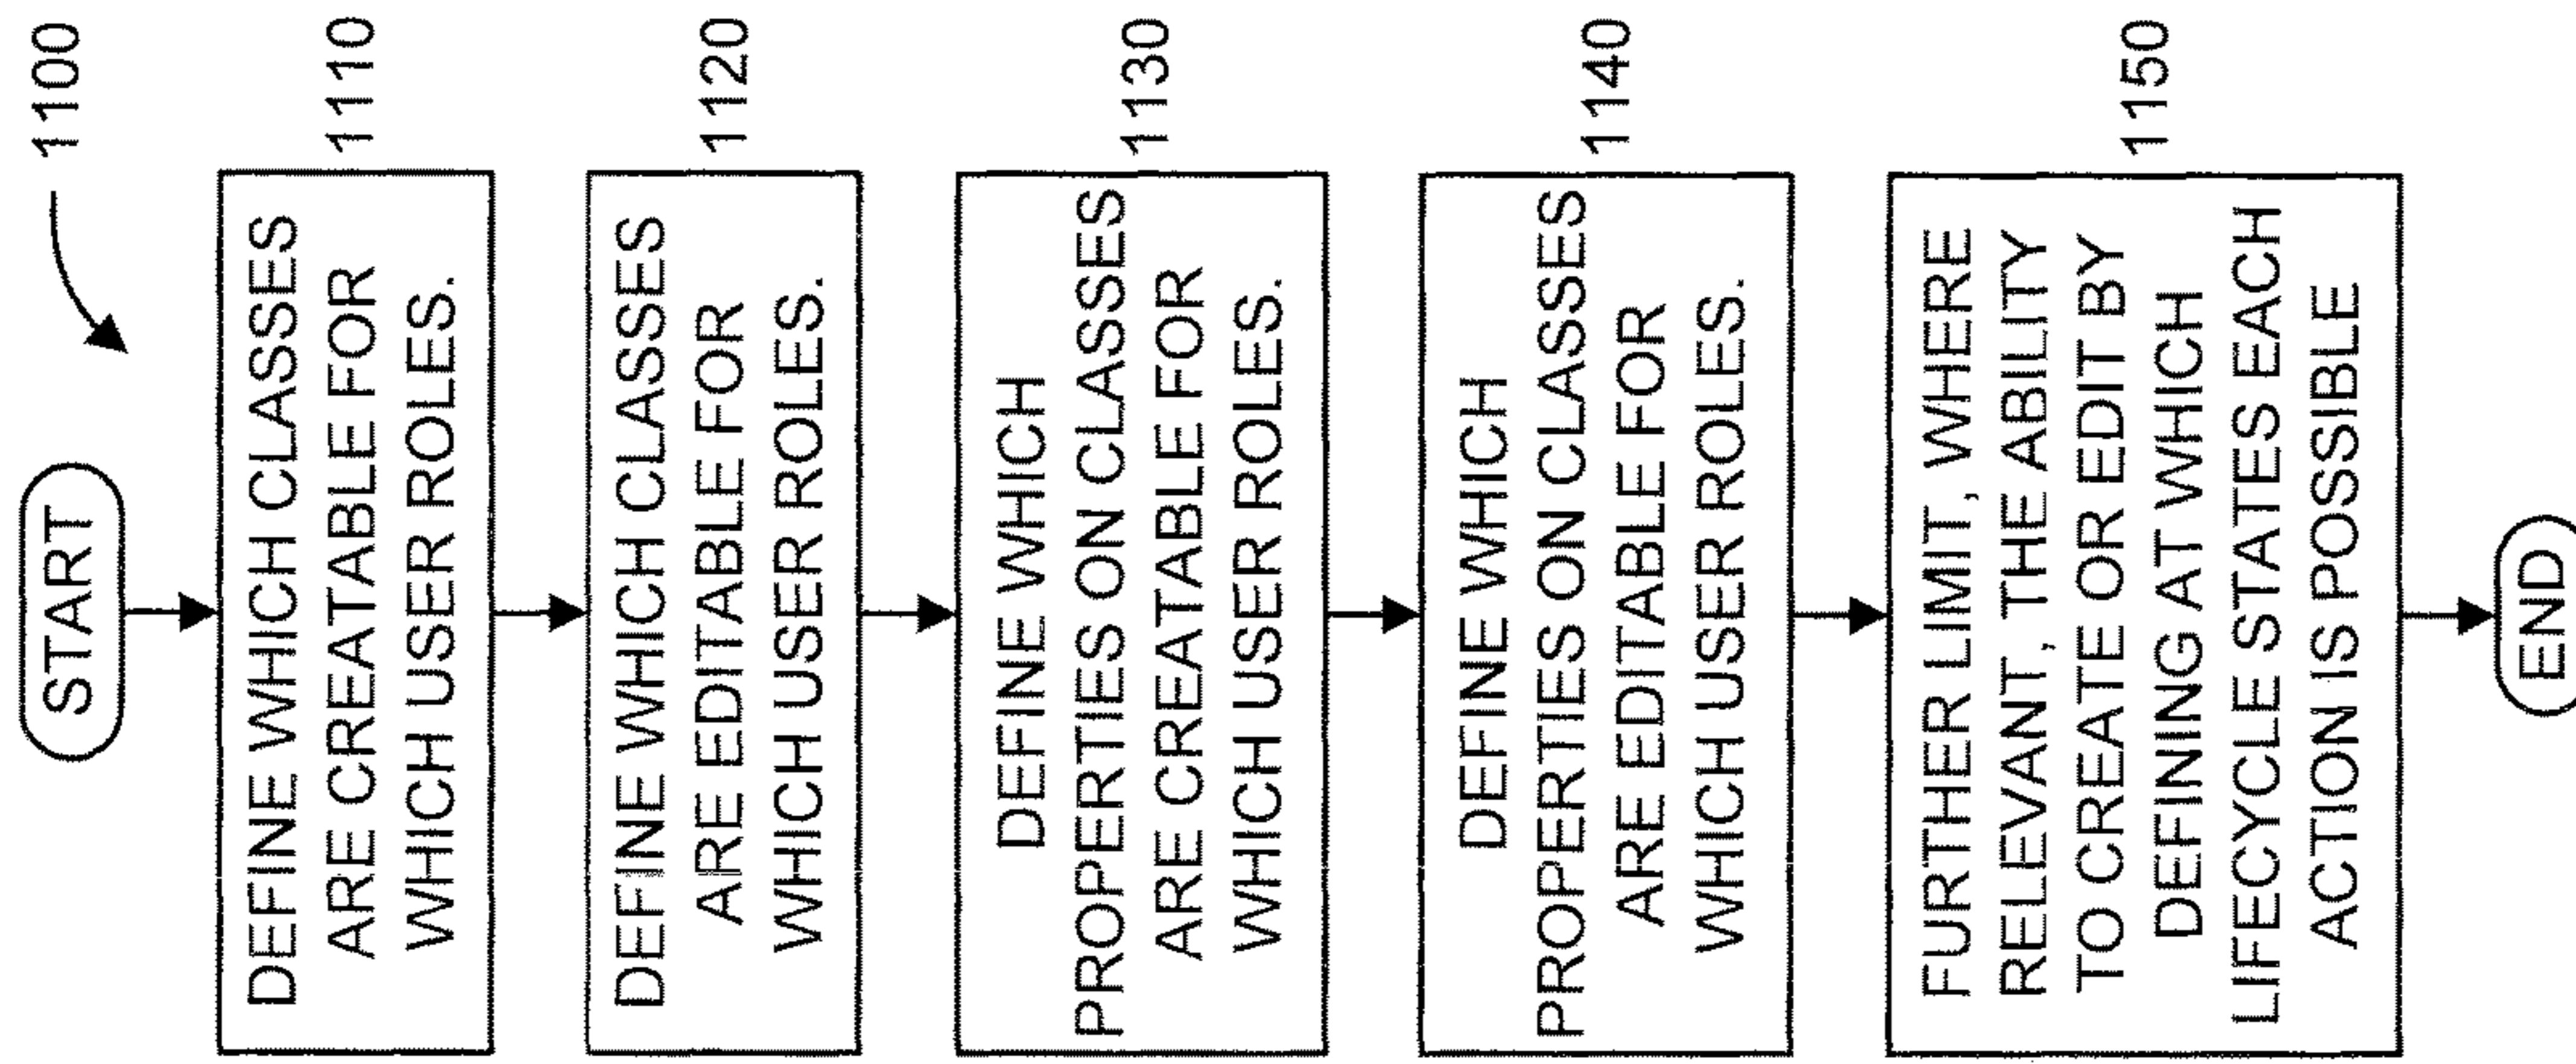 1100
START
DEFINE WHICH CLASSES
ARE CREATABLE FOR
WHICH USER ROLES.
1110
DEFINE WHICH CLASSES
ARE EDITABLE FOR
WHICH USER ROLES.
1120
DEFINE WHICH
PROPERTIES ON CLASSES
ARE CREATABLE FOR
WHICH USER ROLES.
1130
DEFINE WHICH
PROPERTIES ON CLASSES
ARE EDITABLE FOR
WHICH USER ROLES.
1140
FURTHER LIMIT, WHERE
RELEVANT, THE ABILITY
TO CREATE OR EDIT BY
DEFINING AT WHICH
LIFECYCLE STATES EACH
ACTION IS POSSIBLE
1150
END